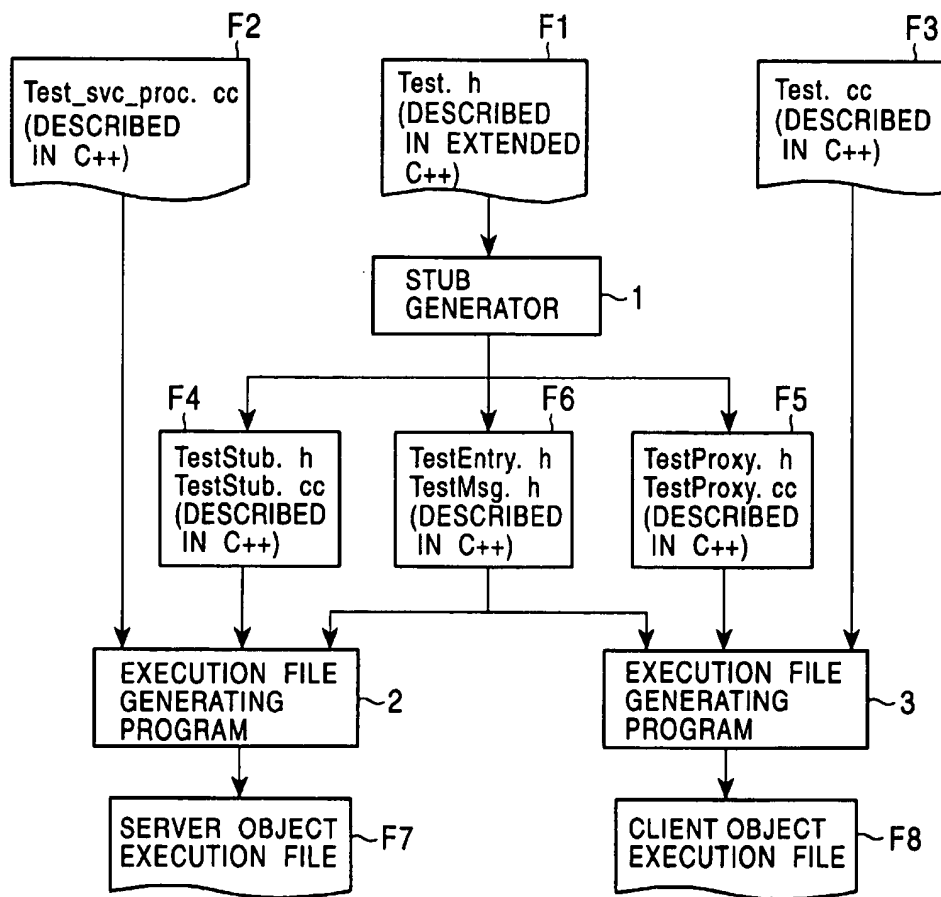 F2
F1
F3
Test_svc_proc. cc
(DESCRIBED
IN C++)
Test. h
(DESCRIBED
IN EXTENDED
C++)
Test. cc
(DESCRIBED
IN C++)
STUB
GENERATOR
1
F4
F6
F5
TestStub. h
TestStub. cc
(DESCRIBED
IN C++)
TestEntry. h
TestMsg. h
(DESCRIBED
IN C++)
TestProxy. h
TestProxy. cc
(DESCRIBED
IN C++)
EXECUTION FILE
GENERATING
PROGRAM
2
EXECUTION FILE
GENERATING
PROGRAM
3
SERVER OBJECT
EXECUTION FILE
F7
CLIENT OBJECT
EXECUTION FILE
F8